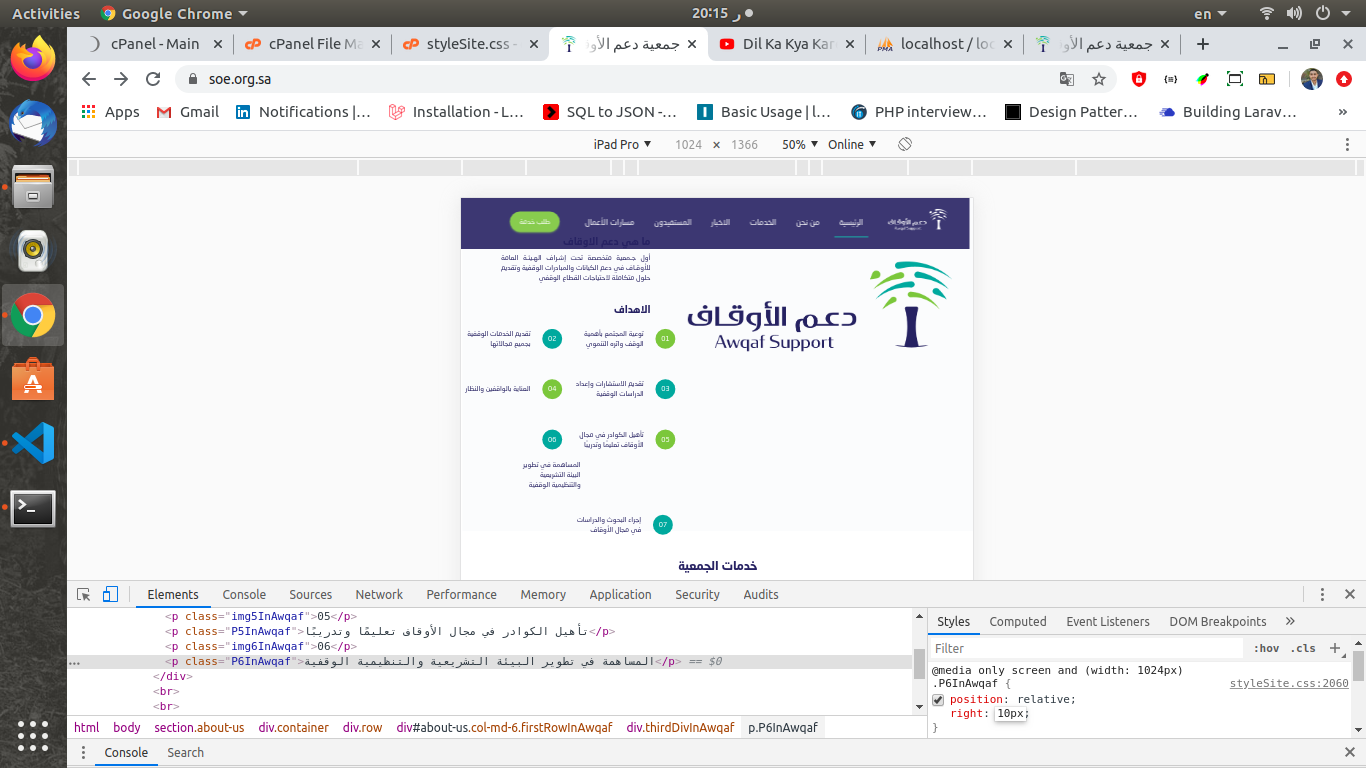 Activities
Google Chrome
20:15 ر
en
cPanel - Main
cPanel File Ma
styleSite.css -
جمعية دعم الأوق
Dil Ka Kya Kar
localhost / loc
جمعية دعم الأوق
soe.org.sa
Apps
Gmail
Notifications |...
Installation - L...
SQL to JSON -...
Basic Usage | l...
PHP interview...
Design Patter...
Building Larav...
»
iPad Pro
1024 × 1366
50%
Online
دعم الأوقاف
الرئيسية
من نحن
الخدمات
الاخبار
المستفيدون
مسارات الأعمال
طلب خدمة
ما هي دعم الأوقاف
أول جمعية متخصصة تحت إشراف الهيئة العامة
للأوقاف في دعم الكيانات والمبادرات الوقفية وتقديم
حلول متكاملة لاحتياجات القطاع الوقفي
دعم الأوقاف
Awqaf Support
الاهداف
01
توعية المجتمع بأهمية
الوقف واثره التنموي
02
تقديم الخدمات الوقفية
بجميع مجالاتها
03
تقديم الاستشارات وإعداد
الدراسات الوقفية
04
العناية بالواقفين والنظار
05
تأهيل الكوادر في مجال
الأوقاف تعليمًا وتدريبًا
06
المساهمة في تطوير
البيئة التشريعية
والتنظيمية الوقفية
07
إجراء البحوث والدراسات
في مجال الأوقاف
خدمات الجمعية
Elements
Console
Sources
Network
Performance
Memory
Application
Security
Audits
<p class="img5InAwqaf">05</p>
<p class="P5InAwqaf">تأهيل الكوادر في مجال الأوقاف تعليمًا وتدريبًا</p>
<p class="img6InAwqaf">06</p>
... <p class="P6InAwqaf">المساهمة في تطوير البيئة التشريعية والتنظيمية الوقفية</p> == $0
</div>
<br>
<br>
html
body
section.about-us
div.container
div.row
div#about-us.col-md-6.firstRowInAwqaf
div.thirdDivInAwqaf
p.P6InAwqaf
Styles
Computed
Event Listeners
DOM Breakpoints
»
Filter
:hov
.cls
+
@media only screen and (width: 1024px)
.P6InAwqaf {
styleSite.css:2060
position: relative;
right: 10px;
}
Console
Search